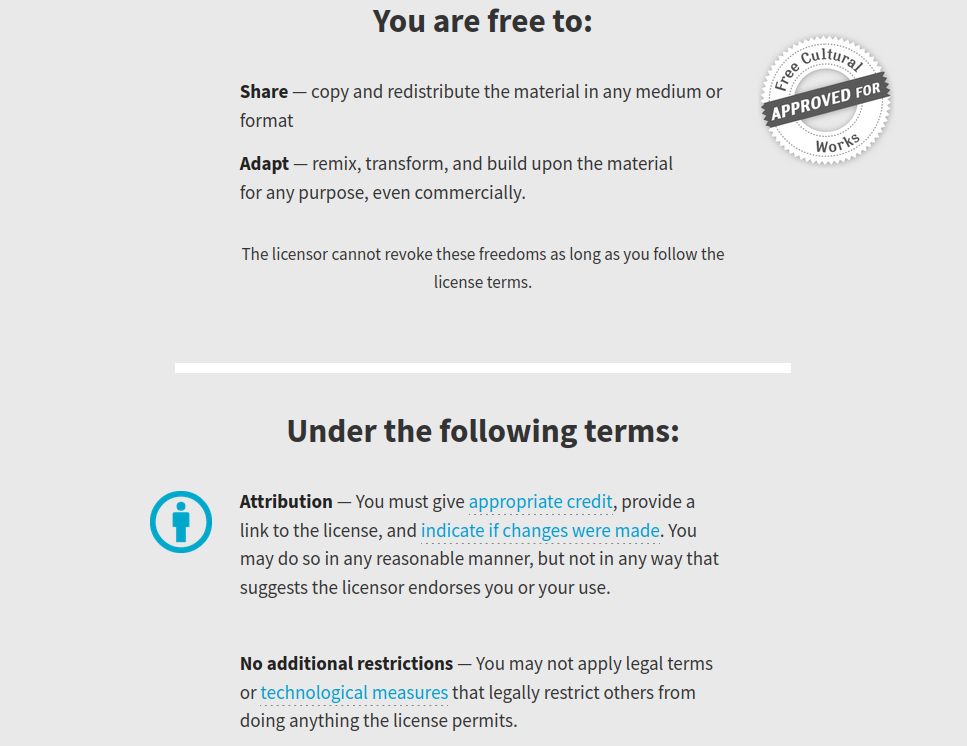 You are free to:
Free Cultural
APPROVED FOR
Works
Share — copy and redistribute the material in any medium or
format
Adapt — remix, transform, and build upon the material
for any purpose, even commercially.
The licensor cannot revoke these freedoms as long as you follow the
license terms.
Under the following terms:
Attribution — You must give appropriate credit, provide a
link to the license, and indicate if changes were made. You
may do so in any reasonable manner, but not in any way that
suggests the licensor endorses you or your use.
No additional restrictions — You may not apply legal terms
or technological measures that legally restrict others from
doing anything the license permits.